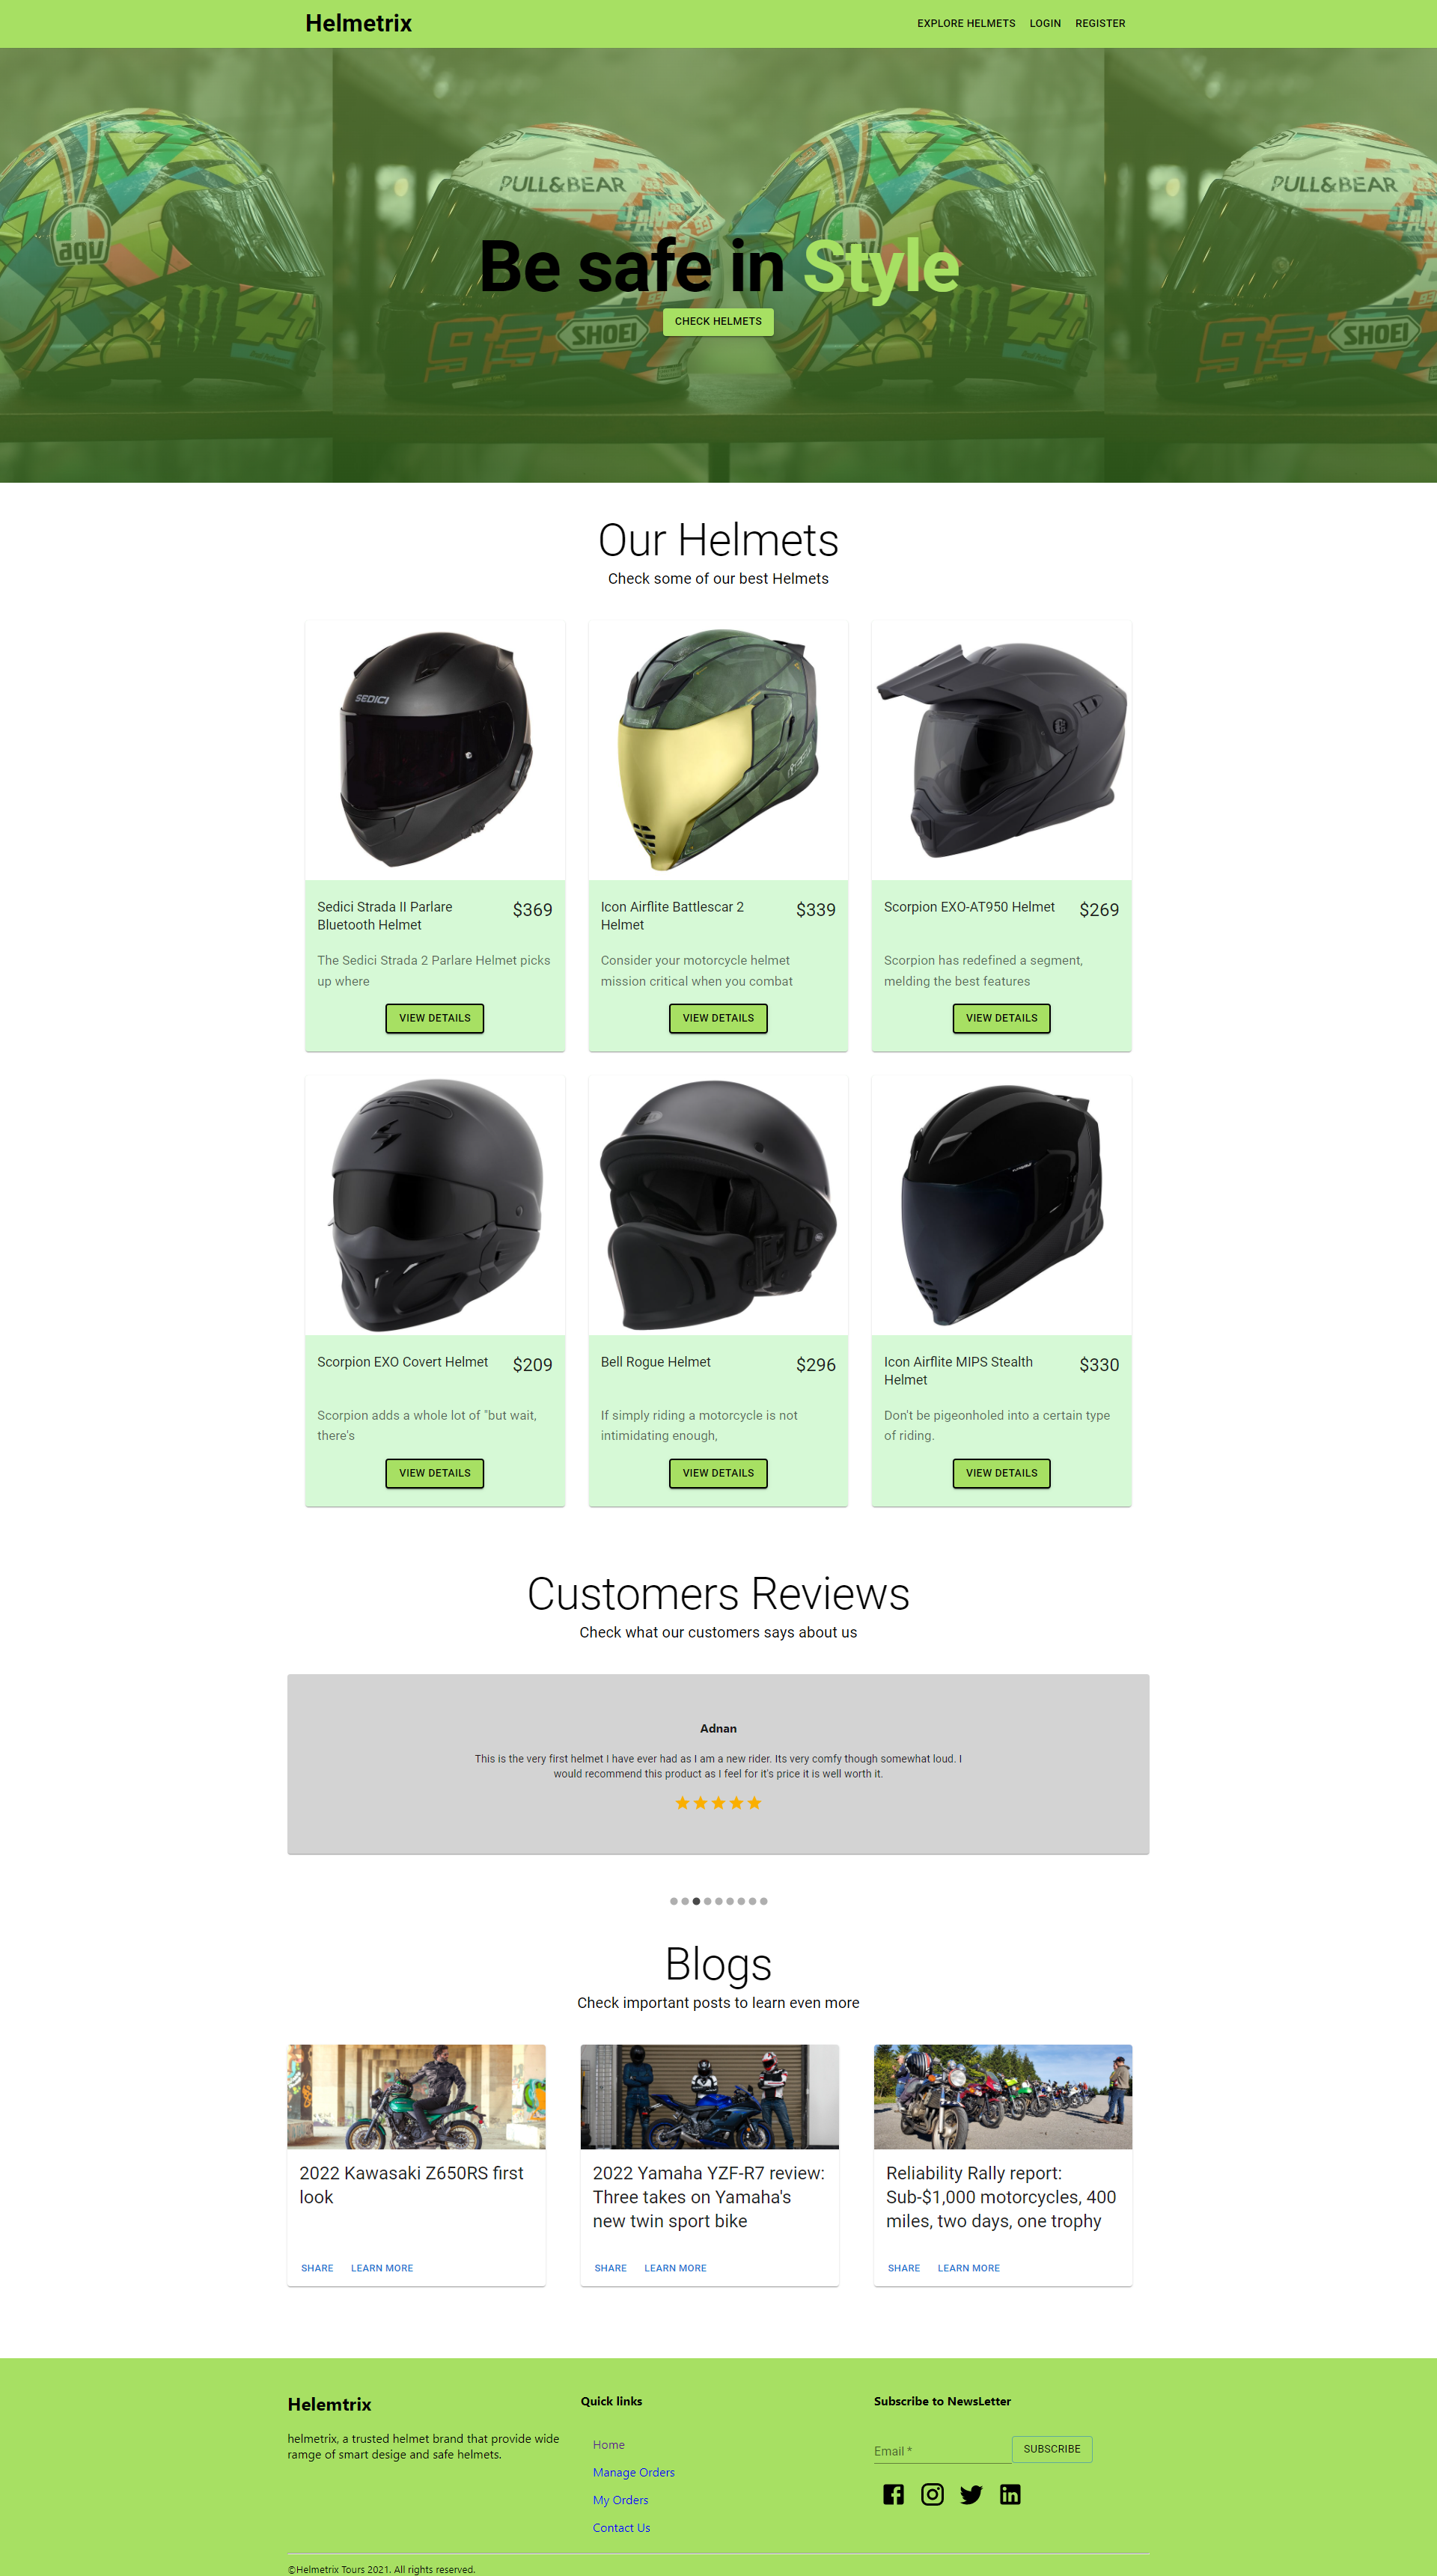 Helmetrix
EXPLORE HELMETS LOGIN REGISTER
agv
PULL&BEAR
PULL&BEAR
Be safe in Style
CHECK HELMETS
93
SHOEI
93
SHOEI
Our Helmets
Check some of our best Helmets
SEDICI
Sedici Strada II Parlare
Bluetooth Helmet
$369
The Sedici Strada 2 Parlare Helmet picks
up where
VIEW DETAILS
Icon Airflite Battlescar 2
Helmet
$339
Consider your motorcycle helmet
mission critical when you combat
VIEW DETAILS
Scorpion EXO-AT950 Helmet
$269
Scorpion has redefined a segment,
melding the best features
VIEW DETAILS
Scorpion EXO Covert Helmet
$209
Scorpion adds a whole lot of "but wait,
there's
VIEW DETAILS
Bell Rogue Helmet
$296
If simply riding a motorcycle is not
intimidating enough,
VIEW DETAILS
Icon Airflite MIPS Stealth
Helmet
$330
Don't be pigeonholed into a certain type
of riding.
VIEW DETAILS
Customers Reviews
Check what our customers says about us
Adnan
This is the very first helmet I have ever had as I am a new rider. Its very comfy though somewhat loud. I
would recommend this product as I feel for it's price it is well worth it.
Blogs
Check important posts to learn even more
2022 Kawasaki Z650RS first
look
SHARE LEARN MORE
2022 Yamaha YZF-R7 review:
Three takes on Yamaha's
new twin sport bike
SHARE LEARN MORE
Reliability Rally report:
Sub-$1,000 motorcycles, 400
miles, two days, one trophy
SHARE LEARN MORE
Helemtrix
helmetrix, a trusted helmet brand that provide wide
ramge of smart desige and safe helmets.
Quick links
Home
Manage Orders
My Orders
Contact Us
Subscribe to NewsLetter
Email *
SUBSCRIBE
©Helmetrix Tours 2021. All rights reserved.